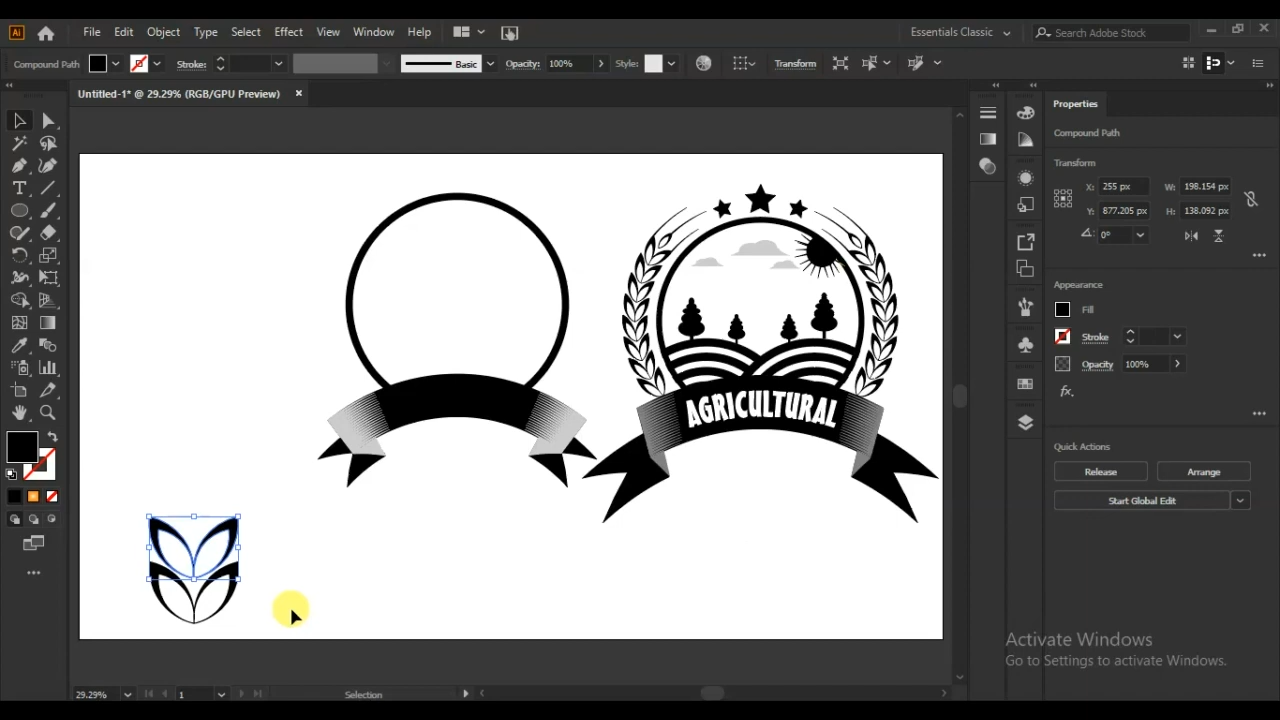 Ai File Edit Object Type Select Effect View Window Help Essentials Classic Search Adobe Stock
Compound Path Stroke: Basic Opacity: 100% Style: Transform
Untitled-1* @ 29.29% (RGB/GPU Preview) ×
Properties
Compound Path
Transform
X: 255 px W: 198.154 px
Y: 877.205 px H: 138.092 px
0°
Appearance
Fill
Stroke
Opacity 100%
fx.
Quick Actions
Release Arrange
Start Global Edit
AGRICULTURAL
Activate Windows
Go to Settings to activate Windows.
29.29% 1 Selection